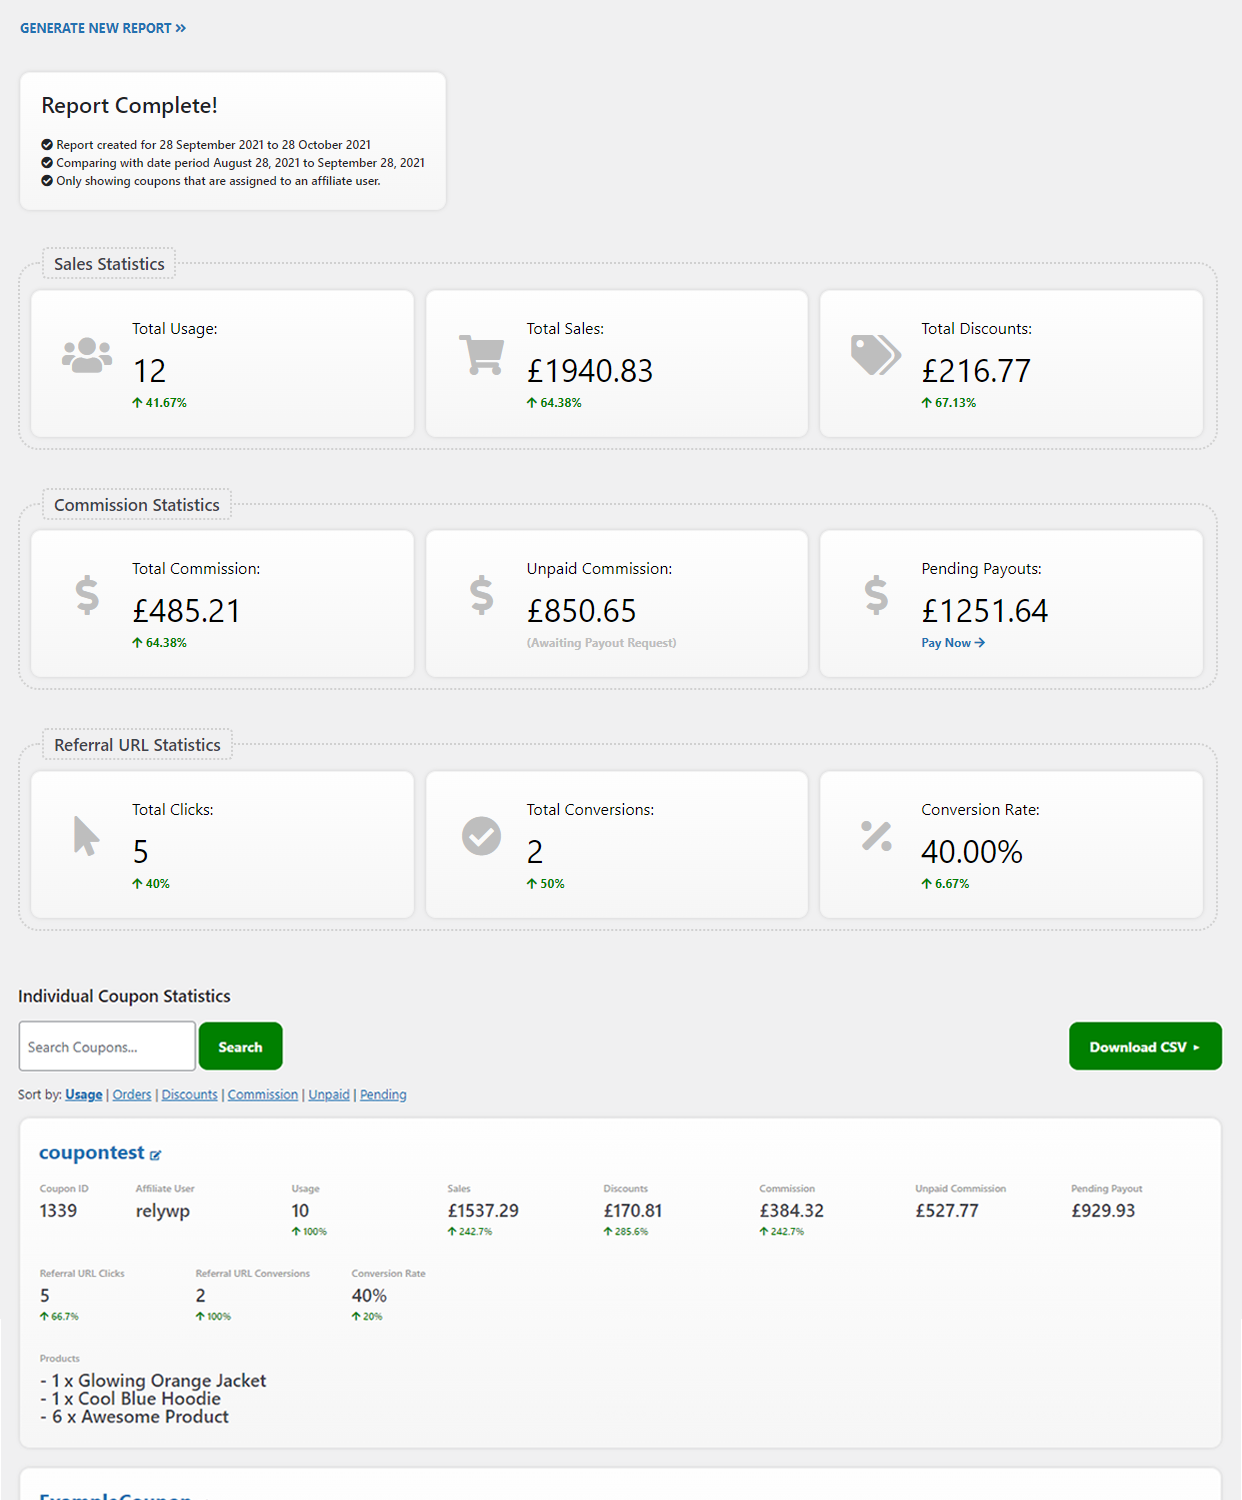 GENERATE NEW REPORT »
Report Complete!
Report created for 28 September 2021 to 28 October 2021
Comparing with date period August 28, 2021 to September 28, 2021
Only showing coupons that are assigned to an affiliate user.
Sales Statistics
Total Usage:
12
↑ 41.67%
Total Sales:
£1940.83
↑ 64.38%
Total Discounts:
£216.77
↑ 67.13%
Commission Statistics
Total Commission:
£485.21
↑ 64.38%
Unpaid Commission:
£850.65
(Awaiting Payout Request)
Pending Payouts:
£1251.64
Pay Now →
Referral URL Statistics
Total Clicks:
5
↑ 40%
Total Conversions:
2
↑ 50%
Conversion Rate:
40.00%
↑ 6.67%
Individual Coupon Statistics
Search Coupons...
Search
Download CSV ▸
Sort by: Usage | Orders | Discounts | Commission | Unpaid | Pending
coupontest
Coupon ID Affiliate User Usage Sales Discounts Commission Unpaid Commission Pending Payout
1339 relywp 10 £1537.29 £170.81 £384.32 £527.77 £929.93
↑ 100% ↑ 242.7% ↑ 285.6% ↑ 242.7%
Referral URL Clicks Referral URL Conversions Conversion Rate
5 2 40%
↑ 66.7% ↑ 100% ↑ 20%
Products
- 1 x Glowing Orange Jacket
- 1 x Cool Blue Hoodie
- 6 x Awesome Product
ExampleCoupon